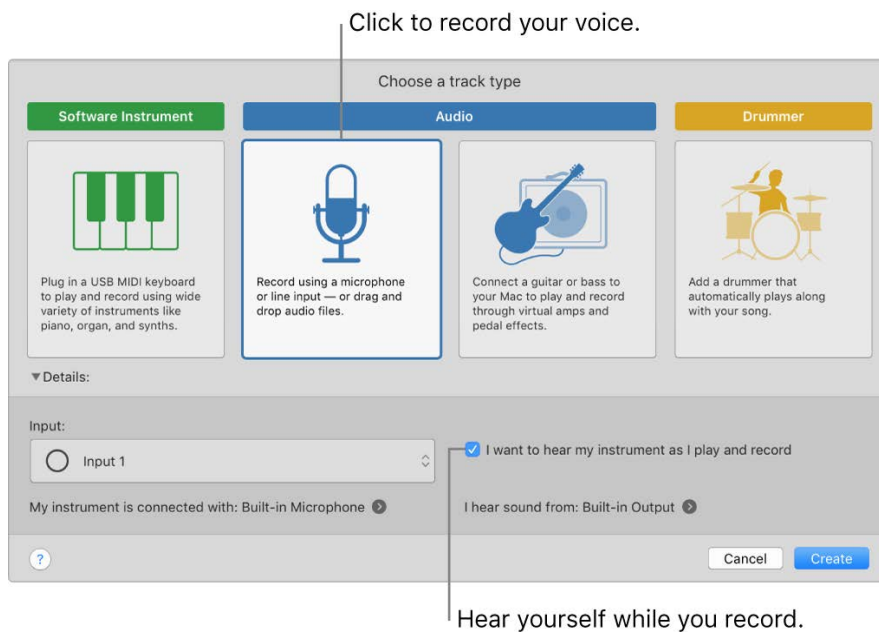 Click to record your voice.
Choose a track type
Software Instrument
Audio
Drummer
Plug in a USB MIDI keyboard
to play and record using wide
variety of instruments like
piano, organ, and synths.
Record using a microphone
or line input — or drag and
drop audio files.
Connect a guitar or bass to
your Mac to play and record
through virtual amps and
pedal effects.
Add a drummer that
automatically plays along
with your song.
Details:
Input:
Input 1
I want to hear my instrument as I play and record
My instrument is connected with: Built-in Microphone
I hear sound from: Built-in Output
?
Cancel
Create
Hear yourself while you record.